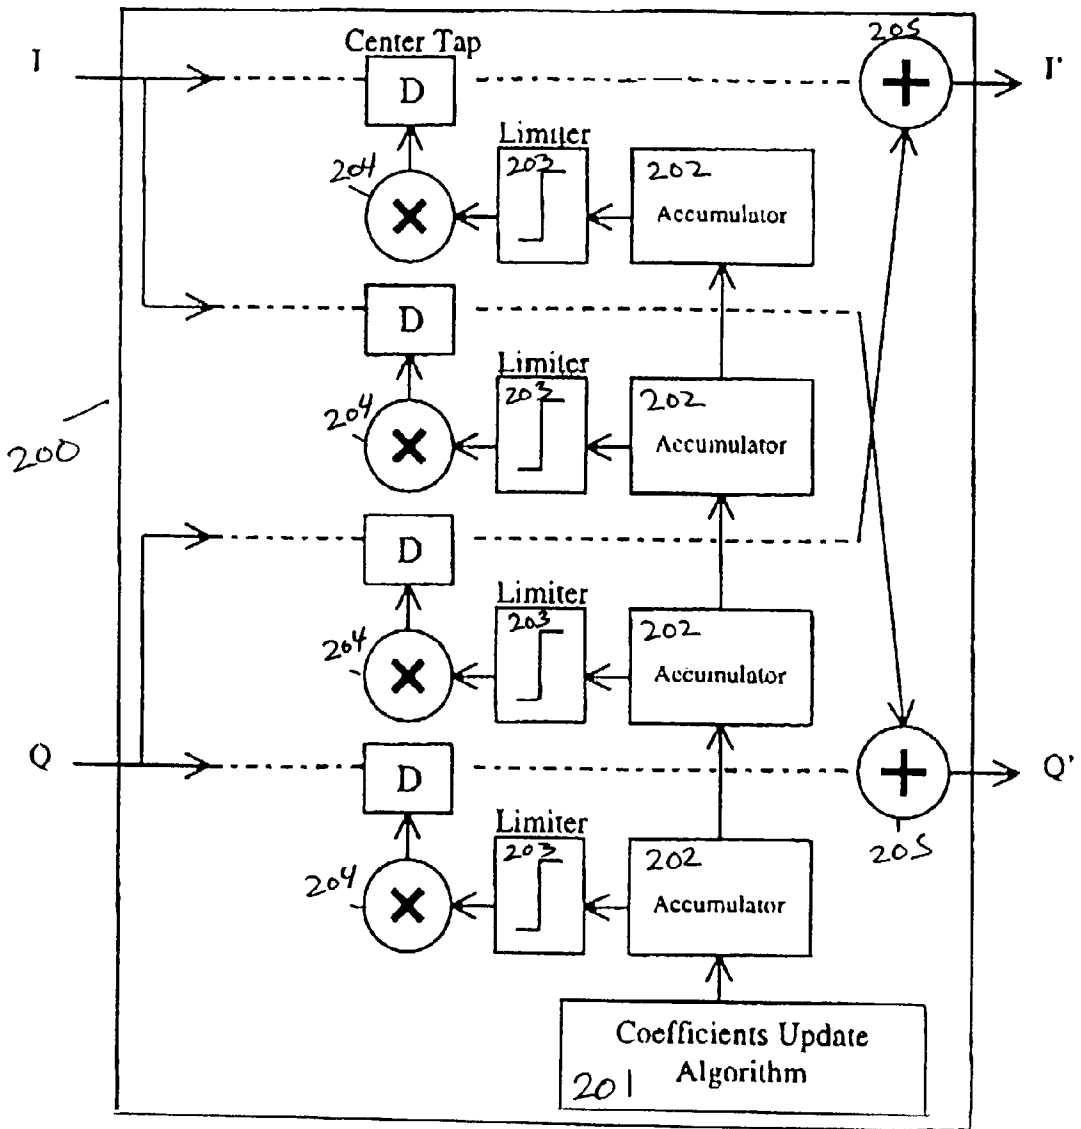 205
Center Tap
I
I'
D
Limiter
204
203
202
Accumulator
D
Limiter
204
203
202
Accumulator
200
D
Limiter
204
203
202
Accumulator
Q
D
Q'
Limiter
205
204
203
202
Accumulator
Coefficients Update
Algorithm
201